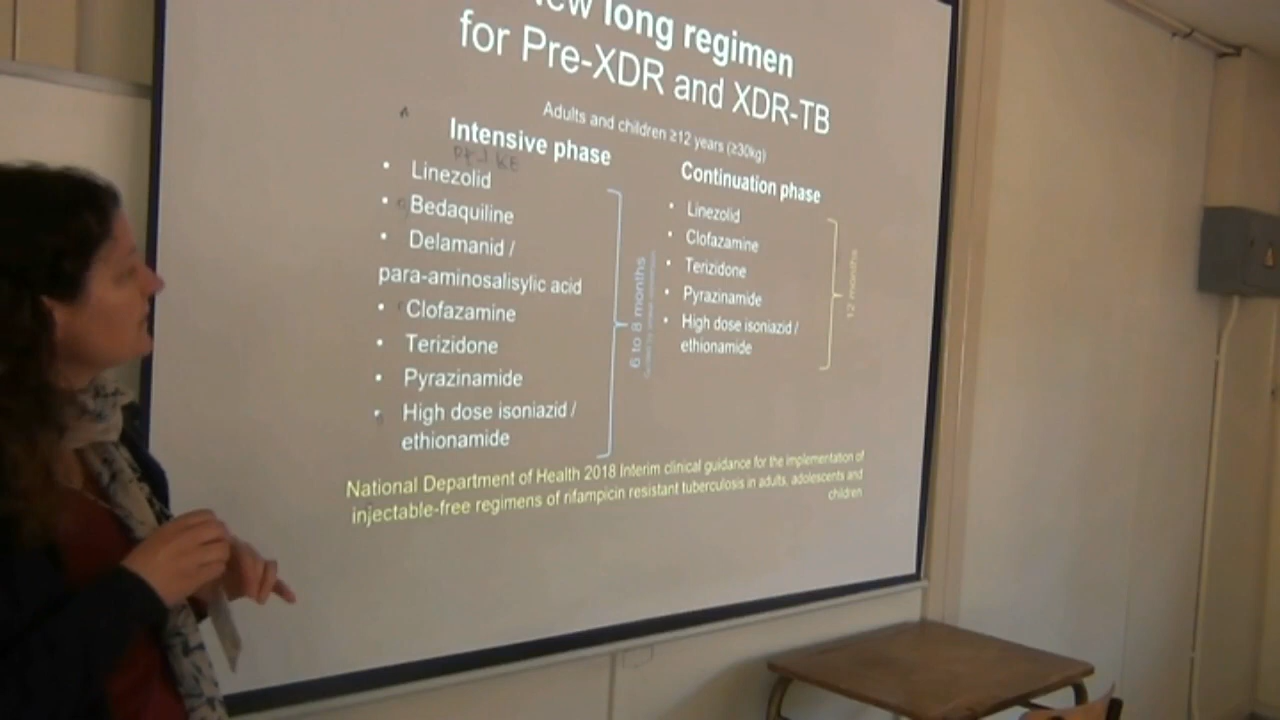 long regimen
for Pre-XDR and XDR-TB
Adults and children ≥12 years (≥30kg)
Intensive phase
• Linezolid
• Bedaquiline
• Delamanid /
para-aminosalisylic acid
• Clofazamine
• Terizidone
• Pyrazinamide
• High dose isoniazid /
ethionamide
6 to 8 months
Continuation phase
• Linezolid
• Clofazamine
• Terizidone
• Pyrazinamide
• High dose isoniazid /
ethionamide
12 months
National Department of Health 2018 Interim clinical guidance for the implementation of
injectable-free regimens of rifampicin resistant tuberculosis in adults, adolescents and
children